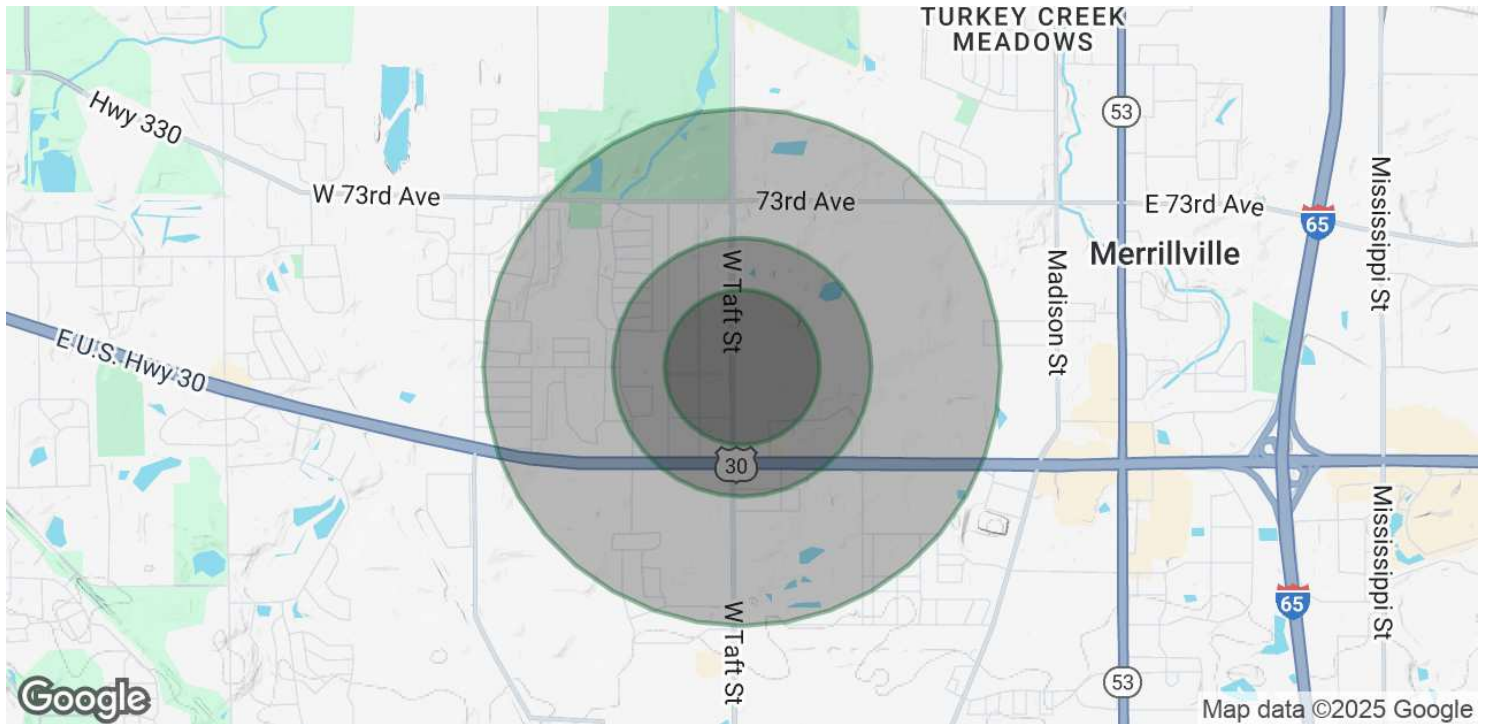 TURKEY CREEK
MEADOWS
Hwy 330
53
W 73rd Ave
73rd Ave
E 73rd Ave
65
Mississippi St
Merrillville
W Taft St
Madison St
E U.S. Hwy 30
30
Mississippi St
65
W Taft St
53
Google
Map data ©2025 Google